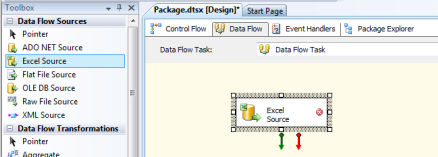 Toolbox
Data Flow Sources
Pointer
ADO NET Source
Excel Source
Flat File Source
OLE DB Source
Raw File Source
XML Source
Data Flow Transformations
Pointer
Aggregate
Package.dtsx [Design]*
Start Page
Control Flow
Data Flow
Event Handlers
Package Explorer
Data Flow Task:
Data Flow Task
Excel
Source